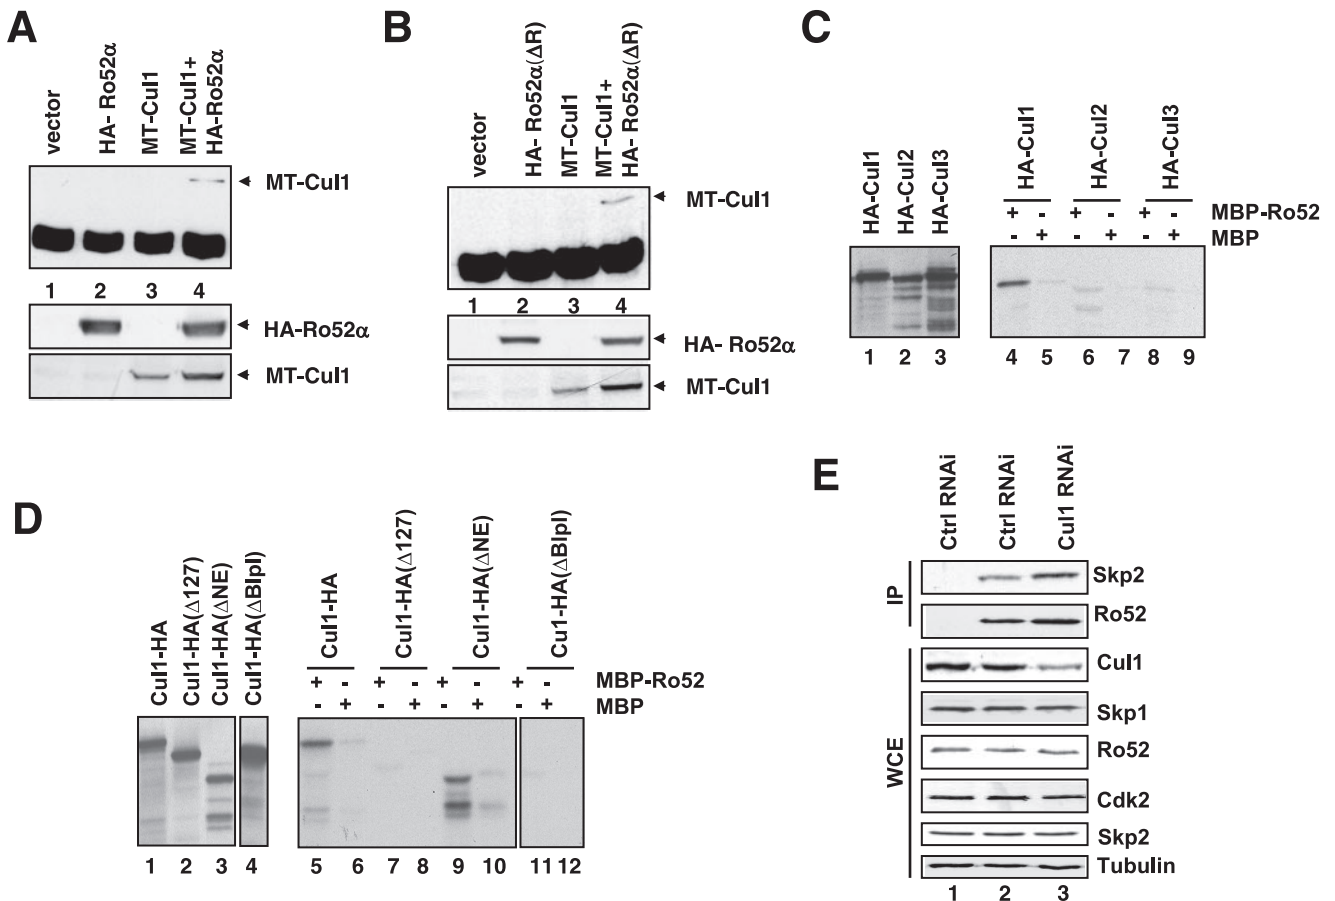 A
vector
HA- Ro52α
MT-Cul1
MT-Cul1+
HA-Ro52α
MT-Cul1
1 2 3 4
HA-Ro52α
MT-Cul1
B
vector
HA- Ro52α(ΔR)
MT-Cul1
MT-Cul1+
HA- Ro52α(ΔR)
MT-Cul1
1 2 3 4
HA- Ro52α
MT-Cul1
C
HA-Cul1
HA-Cul2
HA-Cul3
HA-Cul1
HA-Cul2
HA-Cul3
+ - + - + - MBP-Ro52
- + - + - + MBP
1 2 3 4 5 6 7 8 9
D
Cul1-HA
Cul1-HA(Δ127)
Cul1-HA(ΔNE)
Cul1-HA(ΔBlpI)
Cul1-HA
Cul1-HA(Δ127)
Cul1-HA(ΔNE)
Cu1-HA(ΔBlpI)
+ - + - + - + - MBP-Ro52
- + - + - + - + MBP
1 2 3 4 5 6 7 8 9 10 11 12
E
Ctrl RNAi
Ctrl RNAi
Cul1 RNAi
IP
Skp2
Ro52
WCE
Cul1
Skp1
Ro52
Cdk2
Skp2
Tubulin
1 2 3